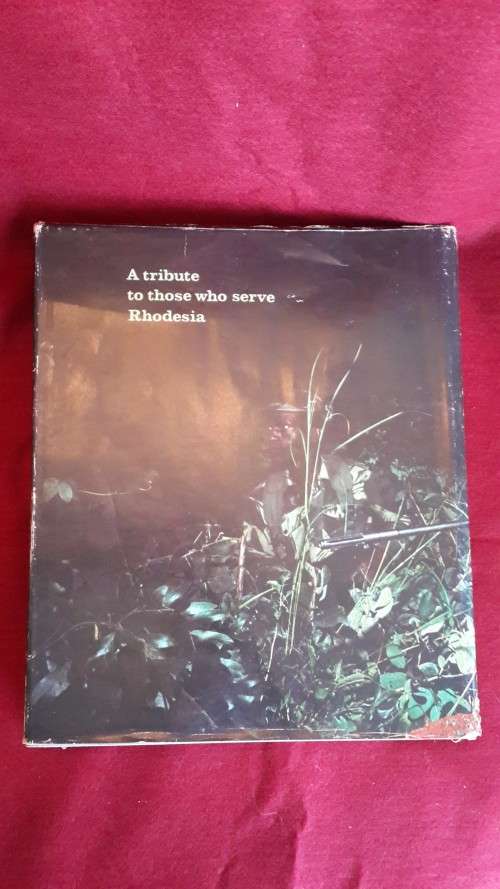 A tribute
to those who serve
Rhodesia